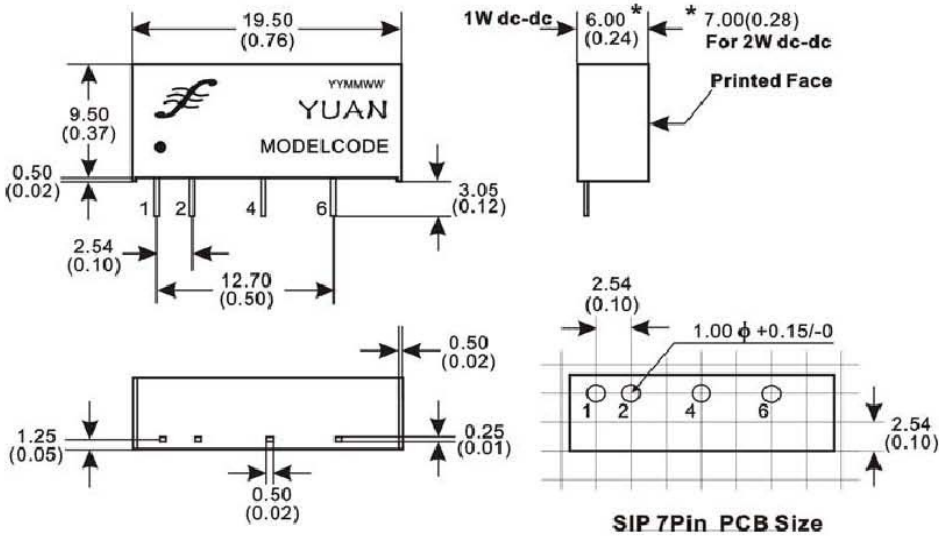 19.50
(0.76)
1W dc-dc
6.00 *
(0.24)
* 7.00(0.28)
For 2W dc-dc
Printed Face
9.50
(0.37)
YYMMWW
YUAN
MODELCODE
0.50
(0.02)
3.05
(0.12)
1 2 4 6
2.54
(0.10)
12.70
(0.50)
2.54
(0.10)
1.00 ϕ +0.15/-0
0.50
(0.02)
1 2 4 6
1.25
(0.05)
0.25
(0.01)
2.54
(0.10)
0.50
(0.02)
SIP 7Pin PCB Size